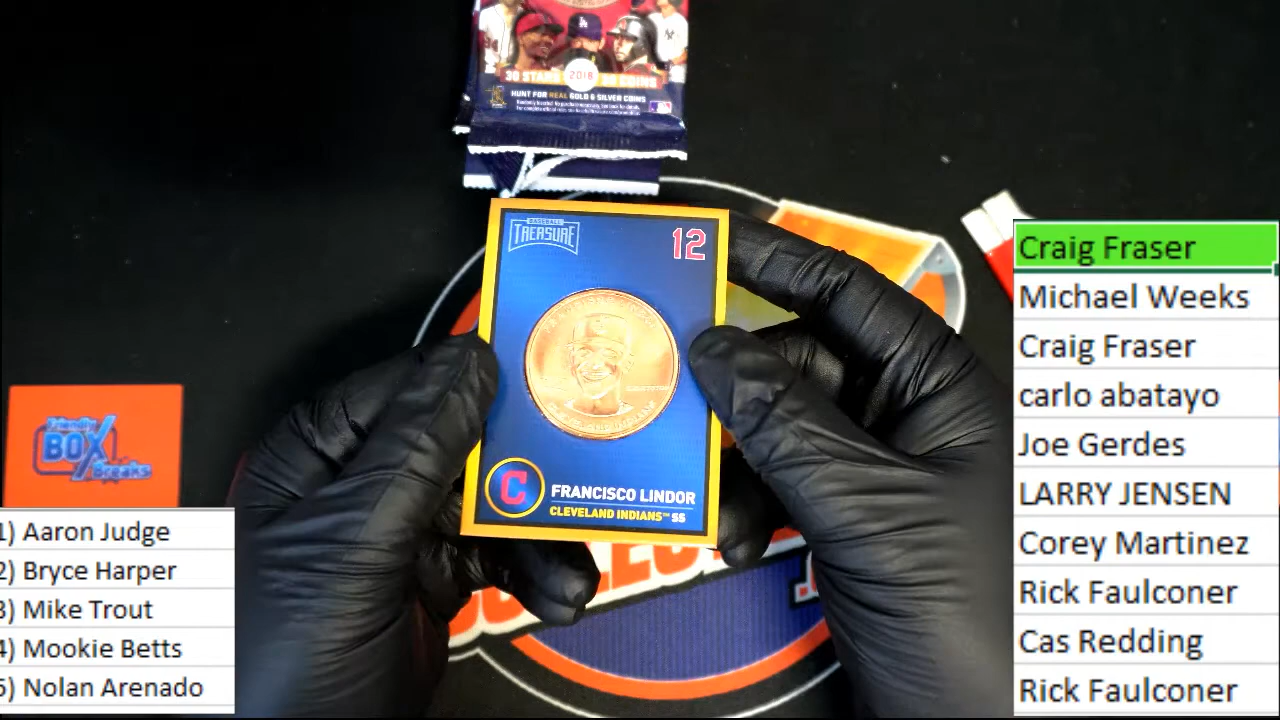 30 STARS 2018 30 COINS
HUNT FOR REAL GOLD & SILVER COINS
BASEBALL
TREASURE
12
C
FRANCISCO LINDOR
CLEVELAND INDIANS™ SS
Friendly
BOX
Breaks
1) Aaron Judge
2) Bryce Harper
3) Mike Trout
4) Mookie Betts
5) Nolan Arenado
Craig Fraser
Michael Weeks
Craig Fraser
carlo abatayo
Joe Gerdes
LARRY JENSEN
Corey Martinez
Rick Faulconer
Cas Redding
Rick Faulconer